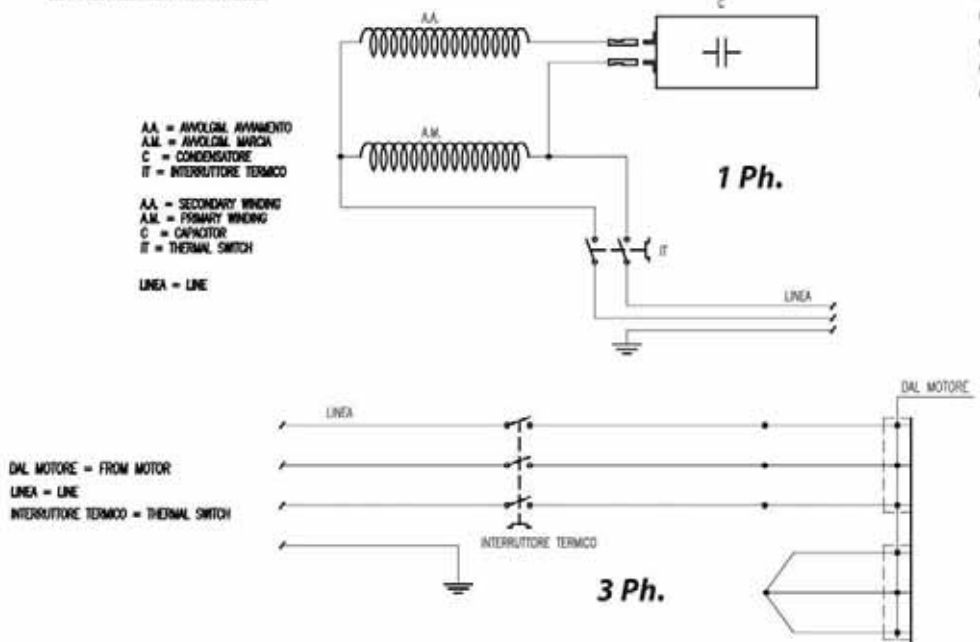 C
A.A.
A.A. = AVVOLGIM. AVVIAMENTO
A.M. = AVVOLGIM. MARCIA
C = CONDENSATORE
IT = INTERRUTTORE TERMICO
A.M.
1 Ph.
A.A. = SECONDARY WINDING
A.M. = PRIMARY WINDING
C = CAPACITOR
IT = THERMAL SWITCH
IT
LINEA = LINE
LINEA
DAL MOTORE
LINEA
DAL MOTORE = FROM MOTOR
LINEA = LINE
INTERRUTTORE TERMICO = THERMAL SWITCH
INTERRUTTORE TERMICO
3 Ph.